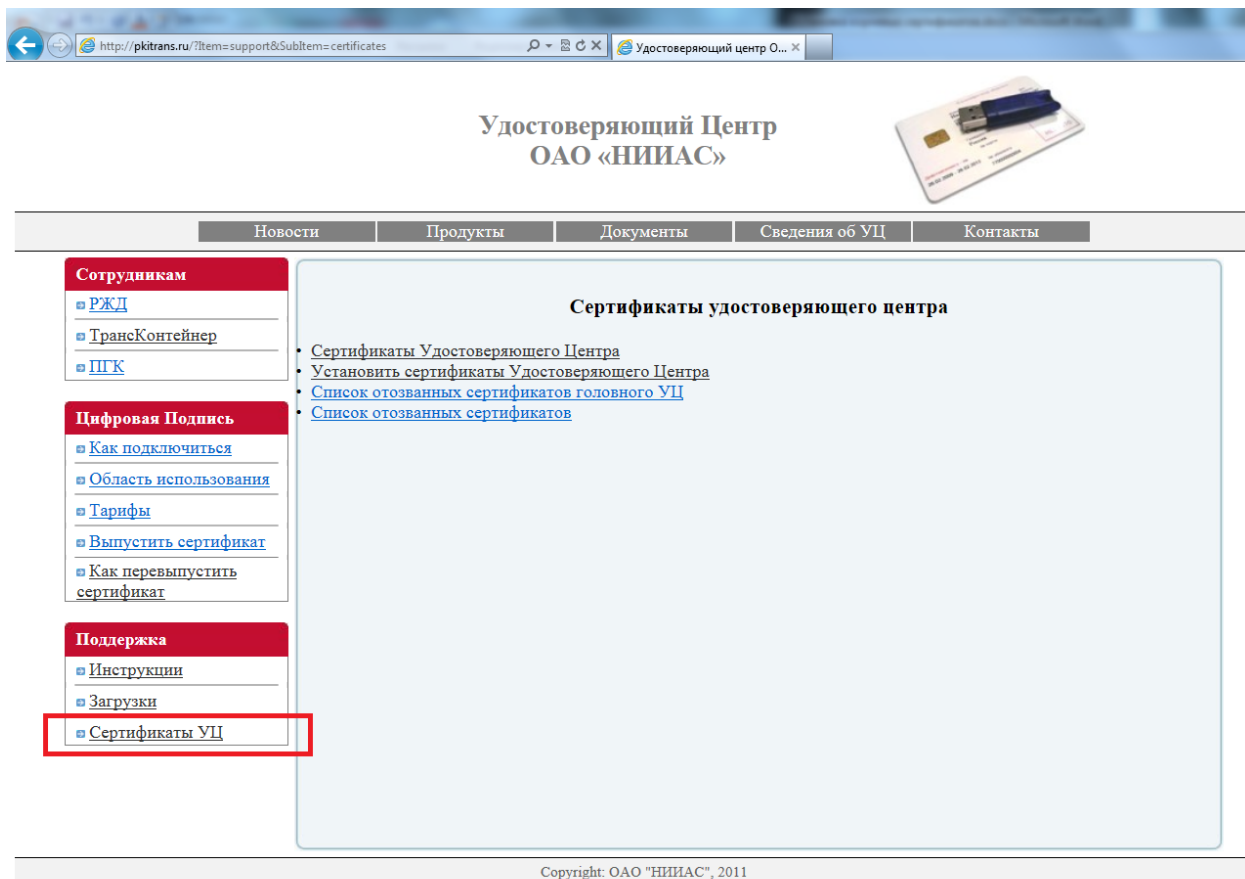 http://pkitrans.ru/?Item=support&SubItem=certificates
Удостоверяющий центр О...
Удостоверяющий Центр
ОАО «НИИАС»
Новости
Продукты
Документы
Сведения об УЦ
Контакты
Сотрудникам
РЖД
ТрансКонтейнер
ПГК
Цифровая Подпись
Как подключиться
Область использования
Тарифы
Выпустить сертификат
Как перевыпустить
сертификат
Поддержка
Инструкции
Загрузки
Сертификаты УЦ
Сертификаты удостоверяющего центра
• Сертификаты Удостоверяющего Центра
• Установить сертификаты Удостоверяющего Центра
• Список отозванных сертификатов головного УЦ
• Список отозванных сертификатов
Copyright: ОАО "НИИАС", 2011